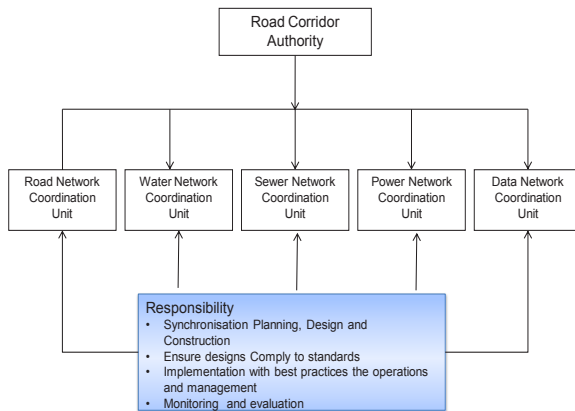 Road Corridor
Authority
Road Network
Coordination
Unit
Water Network
Coordination
Unit
Sewer Network
Coordination
Unit
Power Network
Coordination
Unit
Data Network
Coordination
Unit
Responsibility
• Synchronisation Planning, Design and
Construction
• Ensure designs Comply to standards
• Implementation with best practices the operations
and management
• Monitoring and evaluation